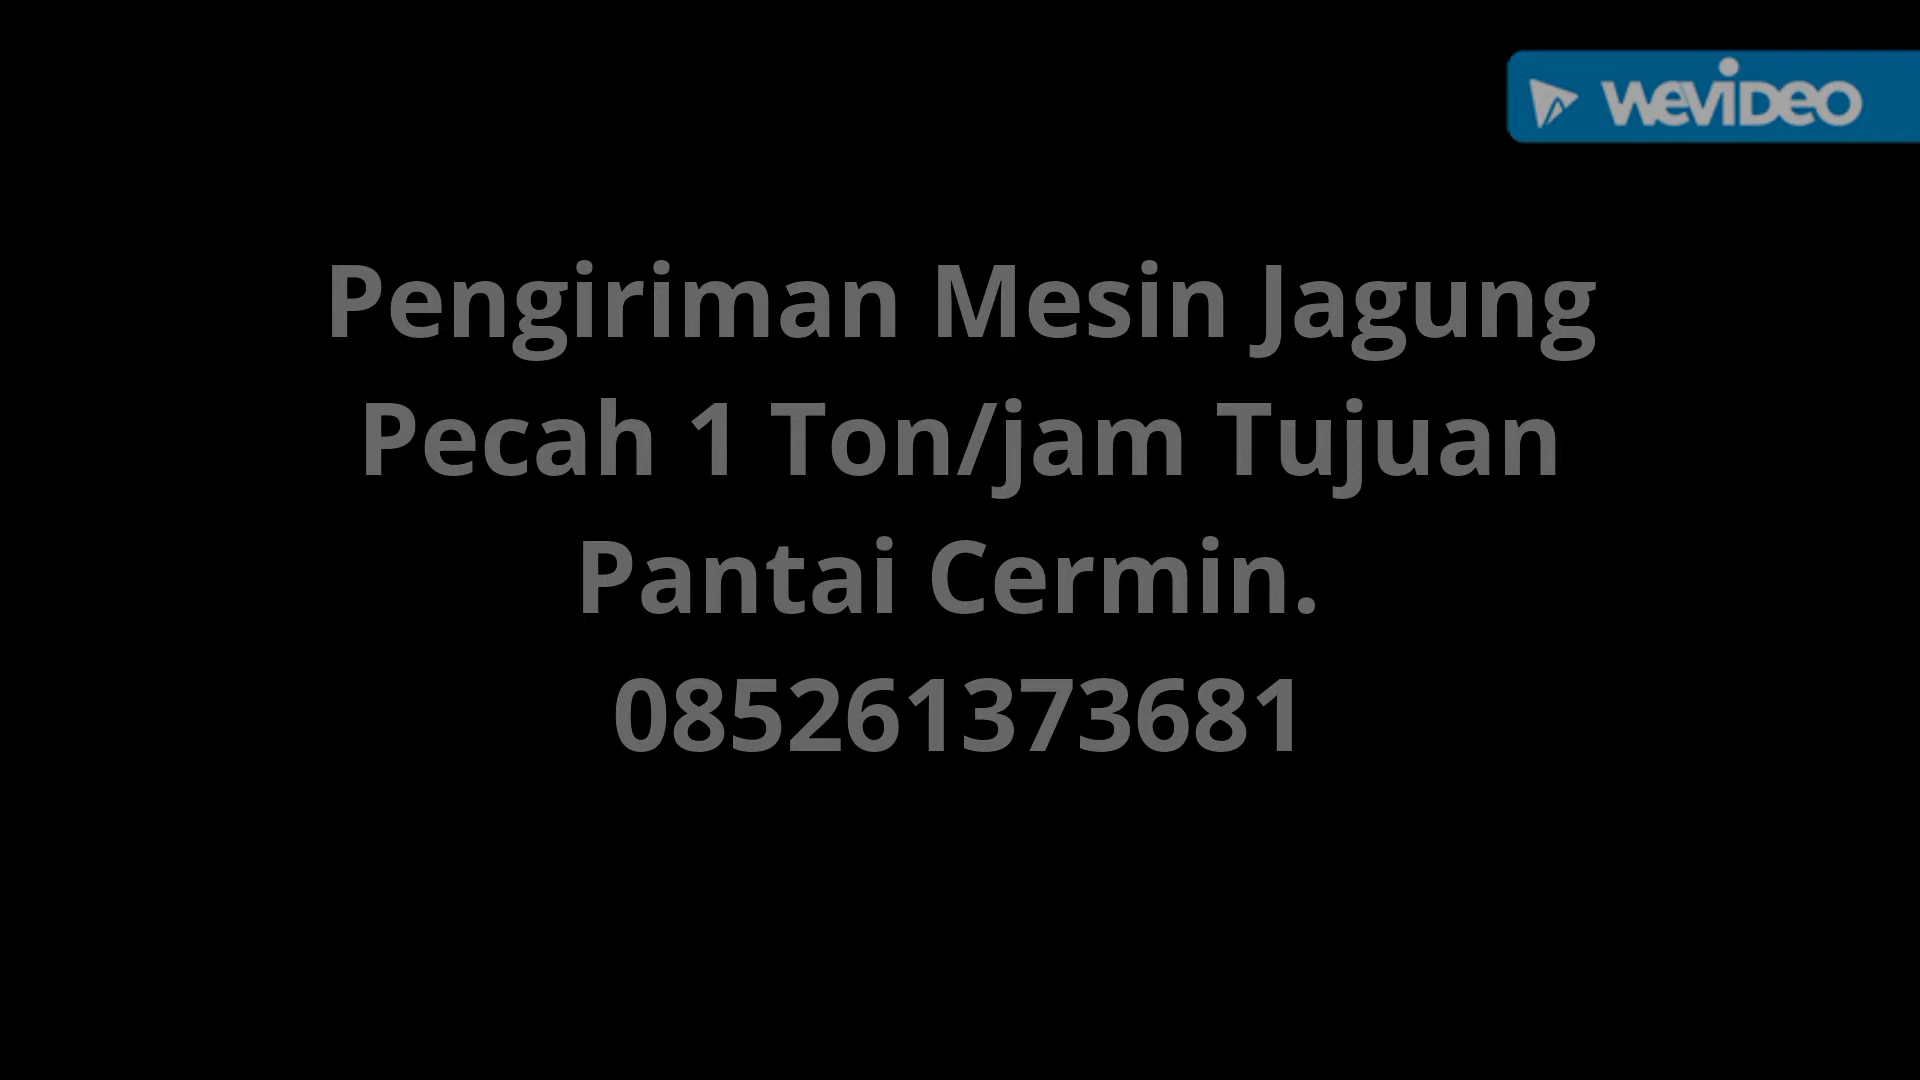 WeVideo
Pengiriman Mesin Jagung
Pecah 1 Ton/jam Tujuan
Pantai Cermin.
085261373681